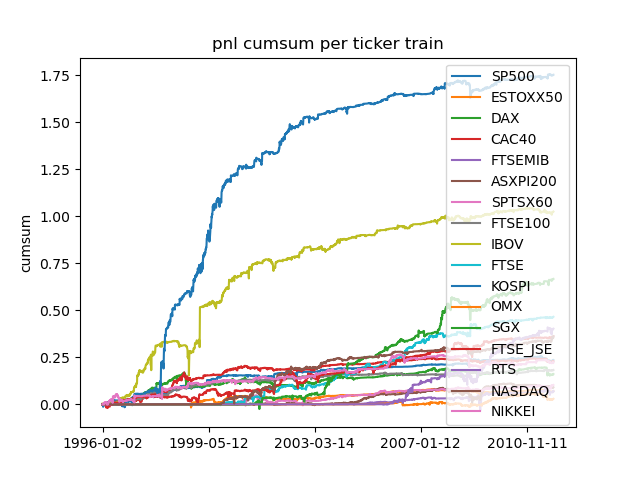 pnl cumsum per ticker train
cumsum
1.75
1.50
1.25
1.00
0.75
0.50
0.25
0.00
1996-01-02
1999-05-12
2003-03-14
2007-01-12
2010-11-11
SP500
ESTOXX50
DAX
CAC40
FTSEMIB
ASXPI200
SPTSX60
FTSE100
IBOV
FTSE
KOSPI
OMX
SGX
FTSE_JSE
RTS
NASDAQ
NIKKEI